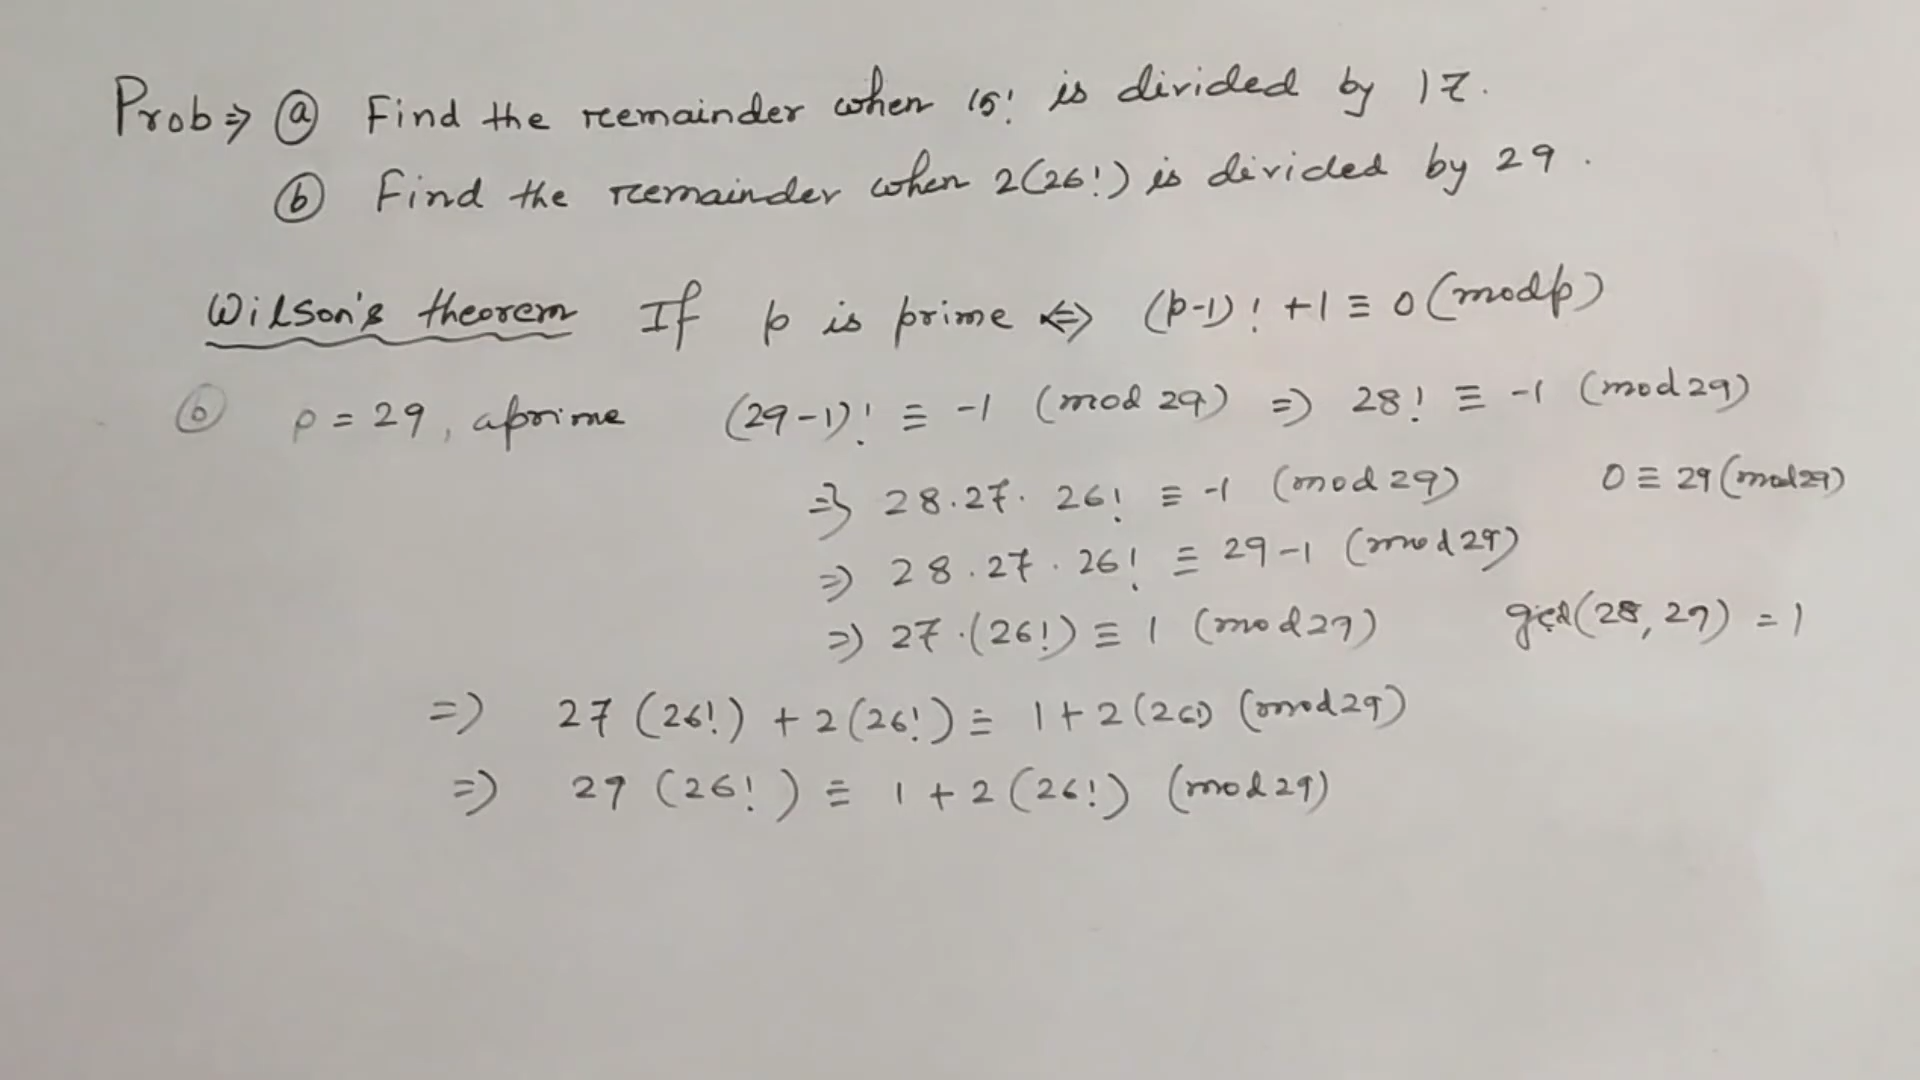 Prob ⇒ ⓐ Find the remainder when 15! is divided by 17.
ⓑ Find the remainder when 2(26!) is divided by 29.
Wilson's theorem If p is prime ⇔ (p-1)! +1 ≡ 0 (mod p)
ⓑ p = 29, a prime (29-1)! ≡ -1 (mod 29) ⇒ 28! ≡ -1 (mod 29)
⇒ 28.27. 26! ≡ -1 (mod 29) 0 ≡ 29 (mod 29)
⇒ 28.27.26! ≡ 29-1 (mod 29)
⇒ 27.(26!) ≡ 1 (mod 29) gcd(28, 29) = 1
⇒ 27 (26!) + 2(26!) ≡ 1+2(26!) (mod 29)
⇒ 29 (26!) ≡ 1 + 2(26!) (mod 29)